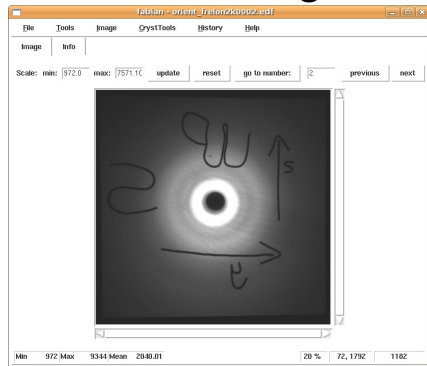 fabian - orient_frelon2k0002.edf
File Tools Image CrystTools History Help
Image Info
Scale: min: 972.0 max: 7571.10 update reset go to number: 2 previous next
S
Min 972 Max 9344 Mean 2040.01 20 % 72, 1792 1182